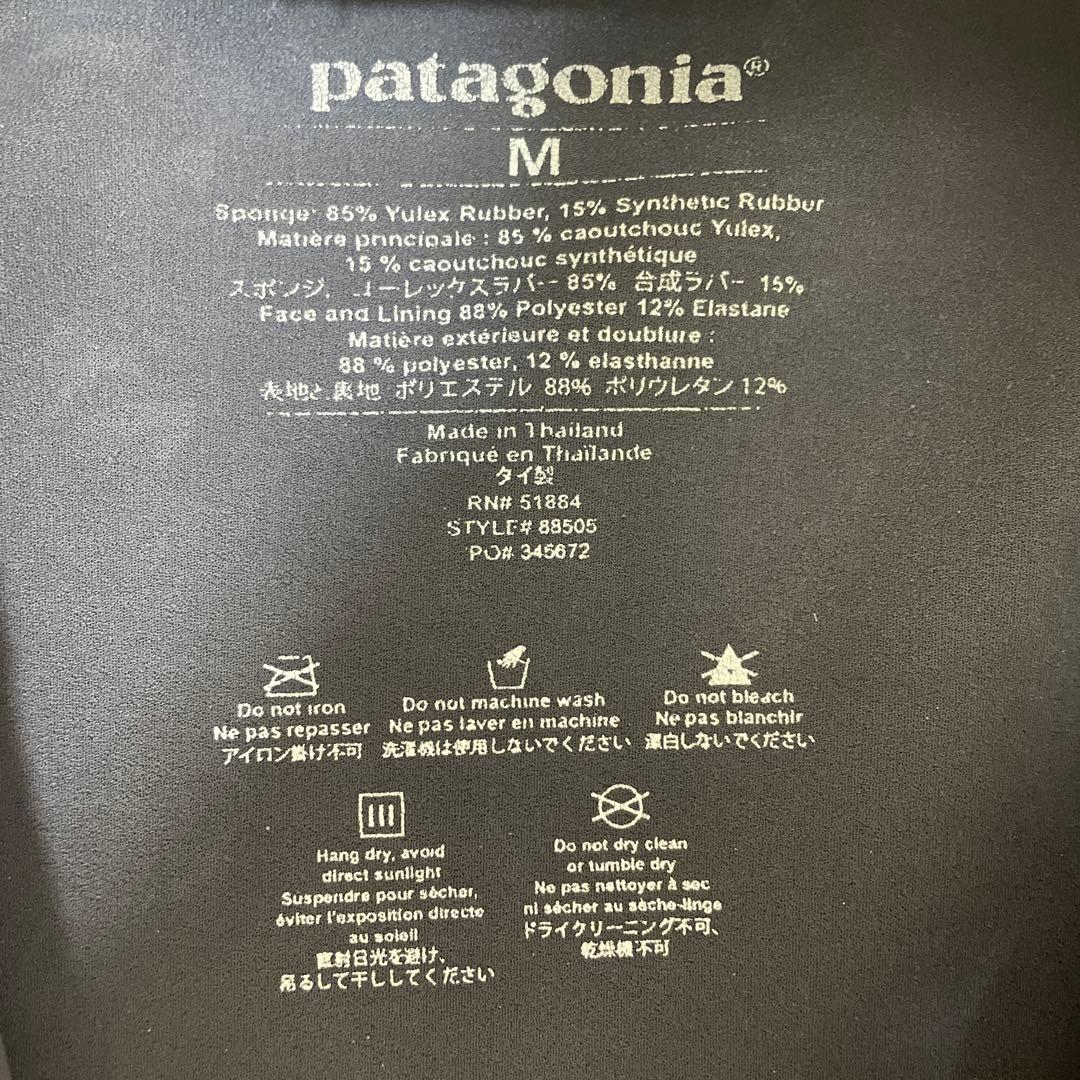 patagonia®
M
Sponge: 85% Yulex Rubber, 15% Synthetic Rubber
Matière principale : 85 % caoutchouc Yulex,
15 % caoutchouc synthétique
スポンジ、ユーレックスラバー 85% 合成ラバー 15%
Face and Lining 88% Polyester 12% Elastane
Matière extérieure et doublure :
88 % polyester, 12 % elasthanne
表地と裏地 ポリエステル 88% ポリウレタン 12%
Made in Thailand
Fabriqué en Thaïlande
タイ製
RN# 51884
STYLE# 88505
PO# 345672
Do not iron
Ne pas repasser
アイロン掛け不可
Do not machine wash
Ne pas laver en machine
洗濯機は使用しないでください
Do not bleach
Ne pas blanchir
漂白しないでください
Hang dry, avoid
direct sunlight
Suspendre pour sécher,
éviter l'exposition directe
au soleil
直射日光を避け、
吊るして干ししてください
Do not dry clean
or tumble dry
Ne pas nettoyer à sec
ni sécher au sèche-linge
ドライクリーニング不可、
乾燥機不可